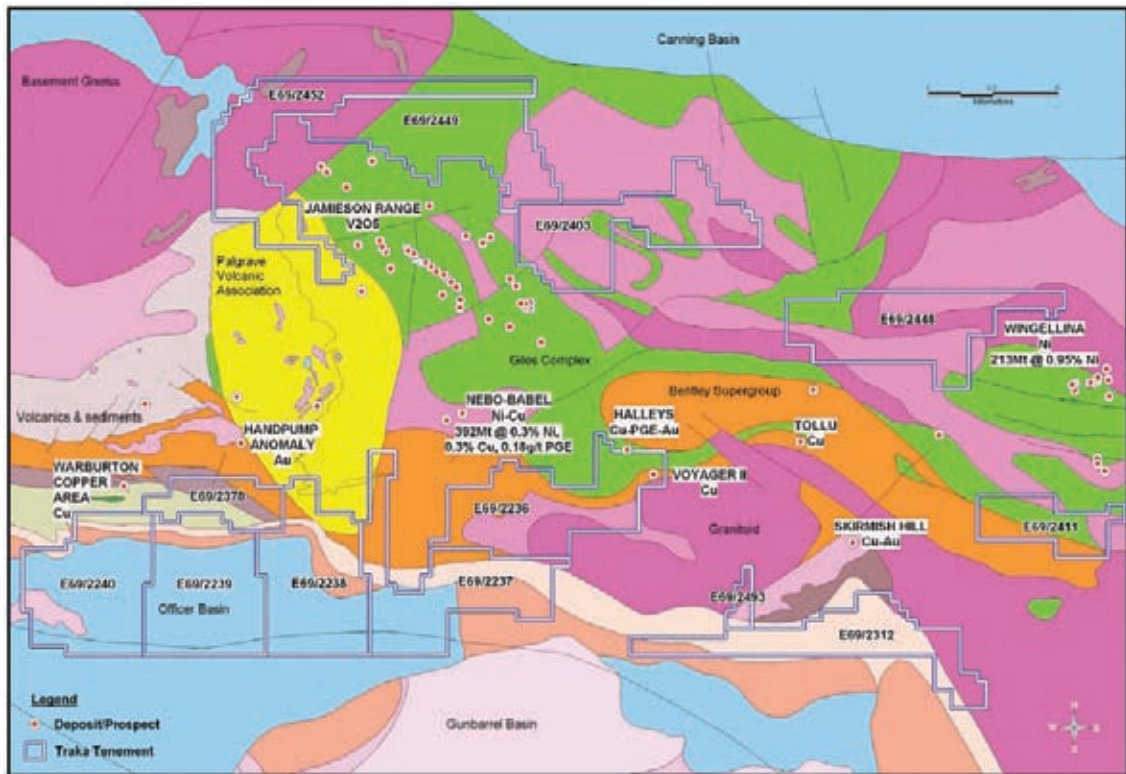 Canning Basin
Basement Gneiss
kilometres
E69/2452
E69/2449
JAMIESON RANGE
V2O5
E69/2403
Palgrave
Volcanic
Association
E69/2448
WINGELLINA
Ni
213Mt @ 0.95% Ni
Giles Complex
Bentley Supergroup
NEBO-BABEL
Ni-Cu
392Mt @ 0.3% Ni,
0.3% Cu, 0.18g/t PGE
HALLEYS
Cu-PGE-Au
TOLLU
Cu
Volcanics & sediments
HANDPUMP
ANOMALY
Au
WARBURTON
COPPER
AREA
Cu
VOYAGER II
Cu
E69/2378
E69/2236
Granitoid
SKIRMISH HILL
Cu-Au
E69/2411
E69/2240
E69/2239
E69/2238
E69/2237
Officer Basin
E69/2493
E69/2312
Legend
Deposit/Prospect
Traka Tenement
Gunbarrel Basin
N
W
E
S